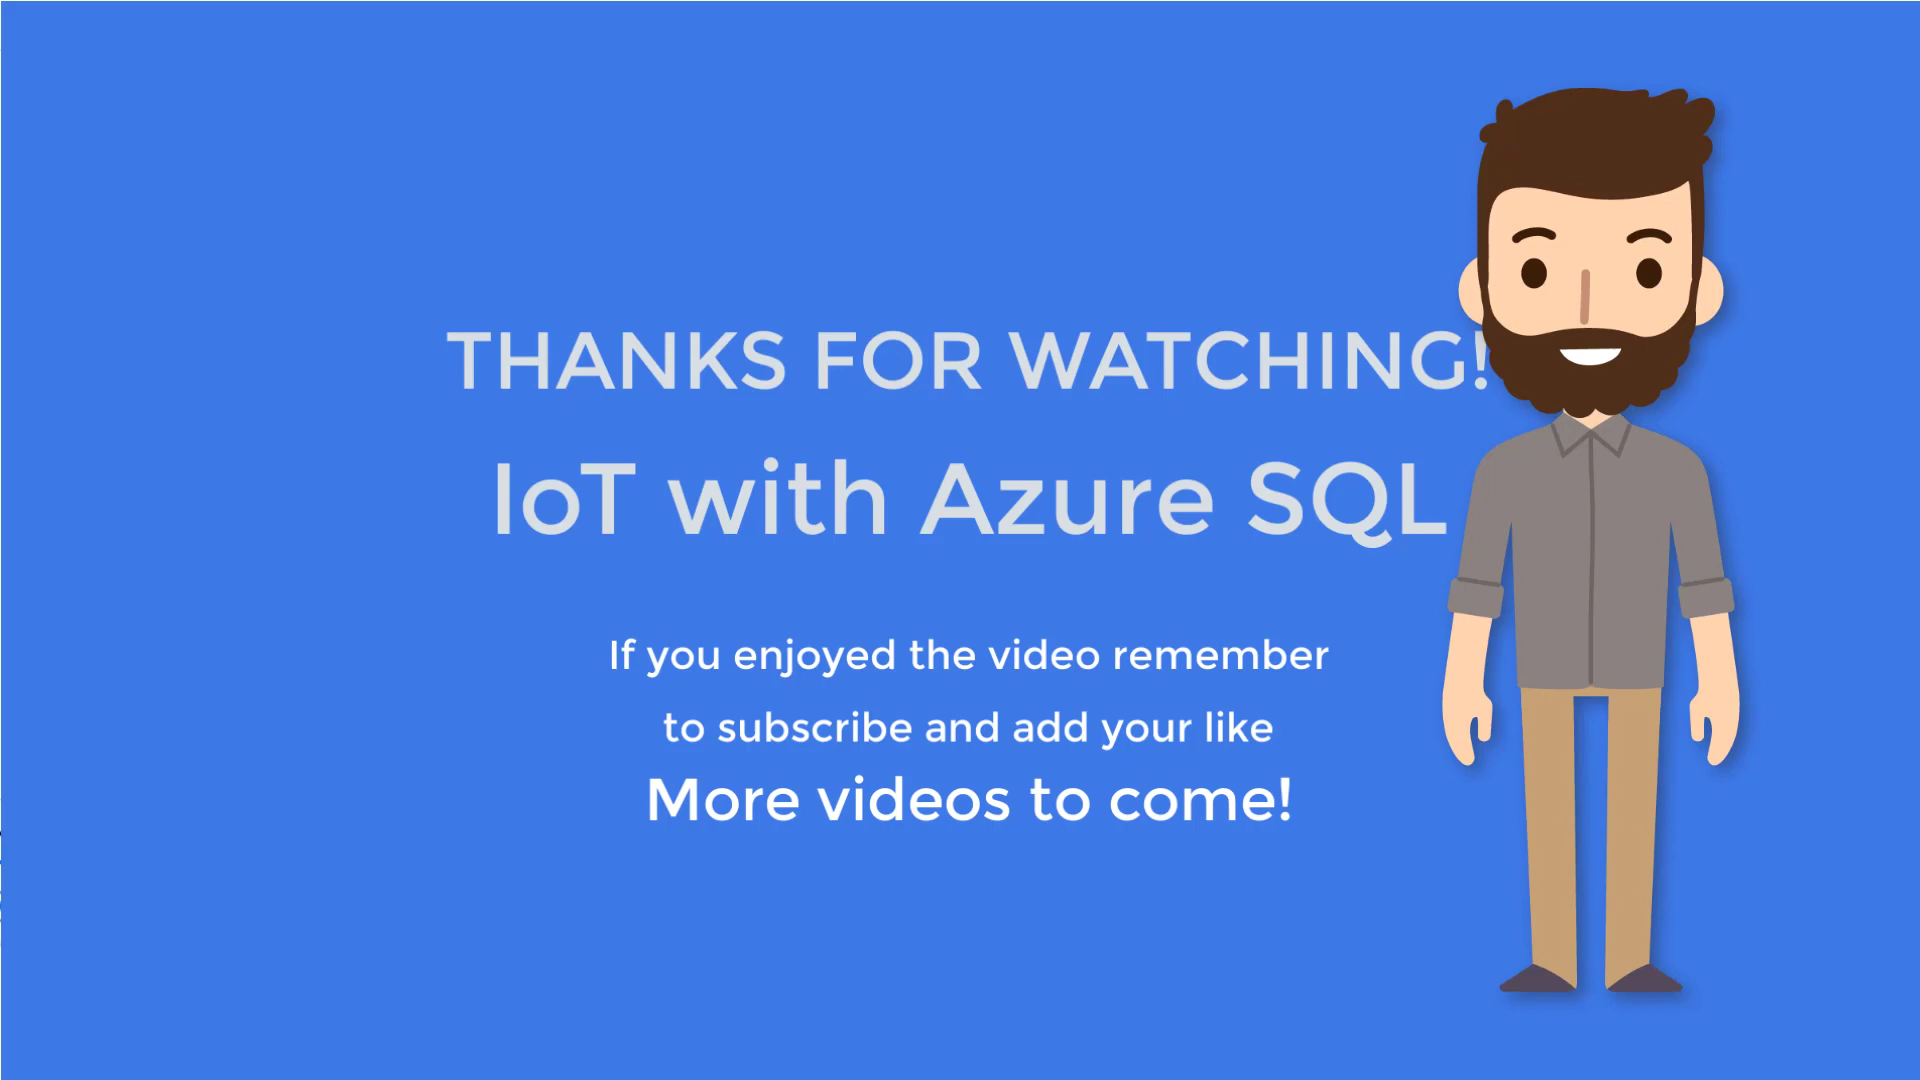 THANKS FOR WATCHING!
IoT with Azure SQL
If you enjoyed the video remember
to subscribe and add your like
More videos to come!